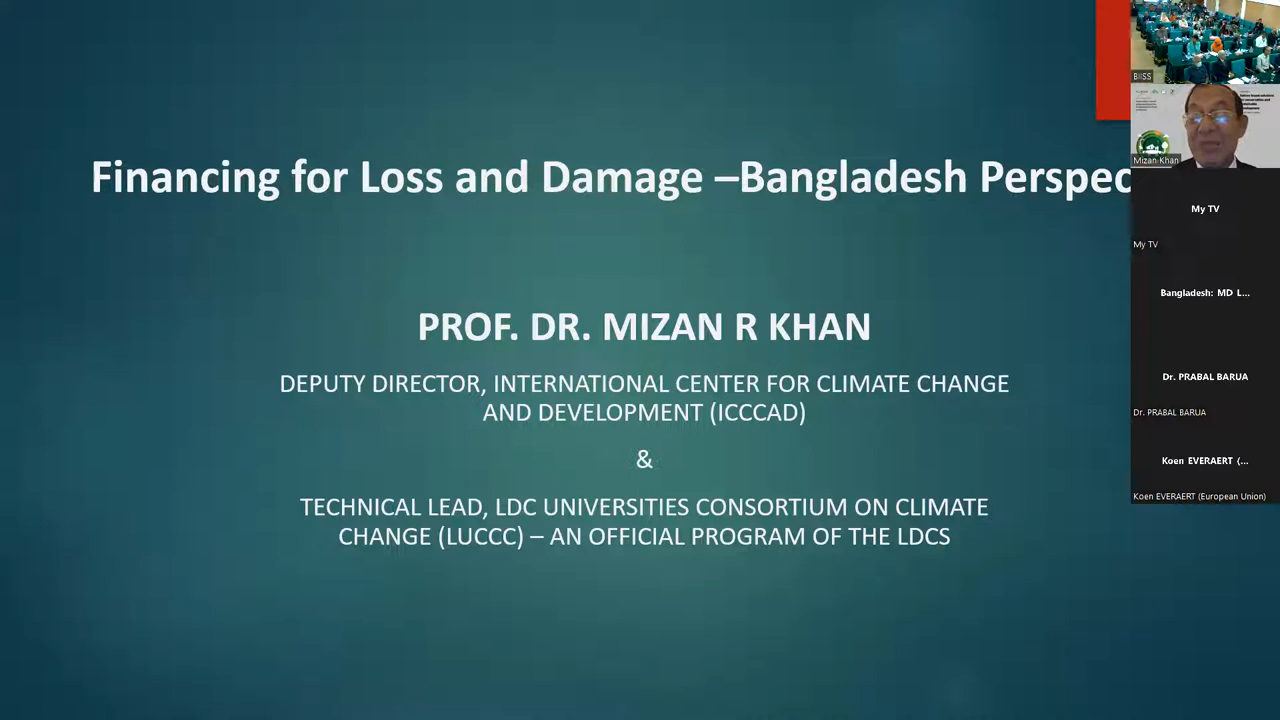 Financing for Loss and Damage –Bangladesh Perspec
PROF. DR. MIZAN R KHAN
DEPUTY DIRECTOR, INTERNATIONAL CENTER FOR CLIMATE CHANGE
AND DEVELOPMENT (ICCCAD)
&
TECHNICAL LEAD, LDC UNIVERSITIES CONSORTIUM ON CLIMATE
CHANGE (LUCCC) – AN OFFICIAL PROGRAM OF THE LDCS
BIISS
Mizan Khan
My TV
My TV
Bangladesh: MD L...
Dr. PRABAL BARUA
Dr. PRABAL BARUA
Koen EVERAERT (...
Koen EVERAERT (European Union)